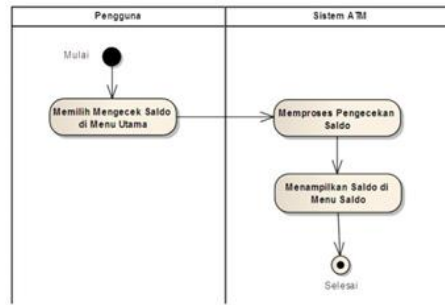 Pengguna
Sistem ATM
Mulai
Memilih Mengecek Saldo
di Menu Utama
Memproses Pengecekan
Saldo
Menampilkan Saldo di
Menu Saldo
Selesai